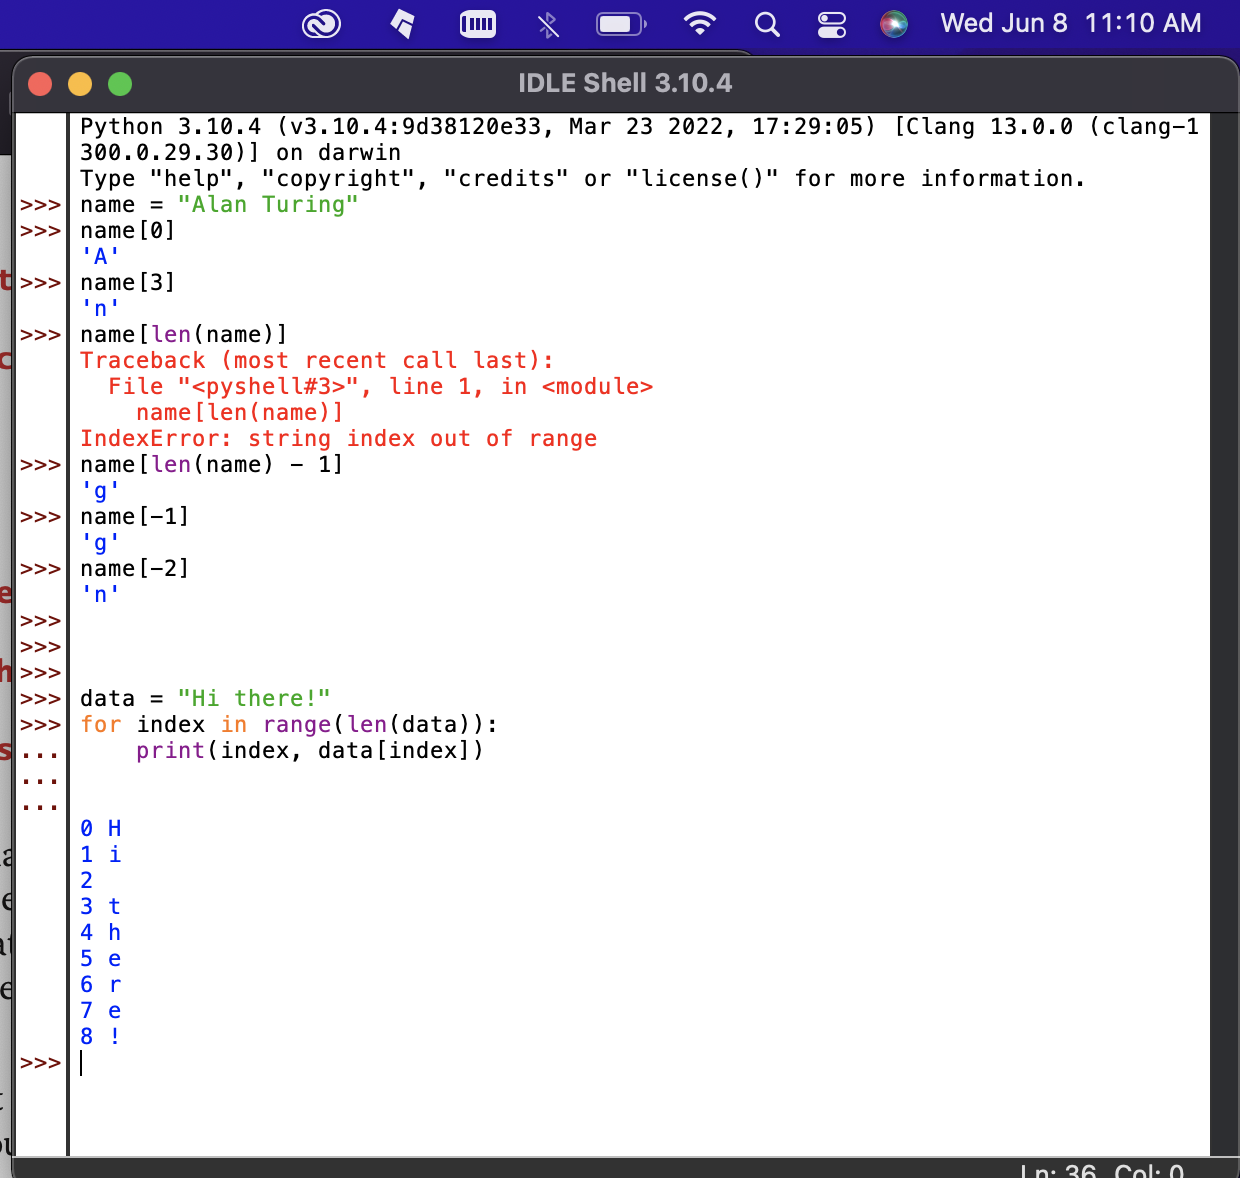 Wed Jun 8 11:10 AM
IDLE Shell 3.10.4
Python 3.10.4 (v3.10.4:9d38120e33, Mar 23 2022, 17:29:05) [Clang 13.0.0 (clang-1
300.0.29.30)] on darwin
Type "help", "copyright", "credits" or "license()" for more information.
>>> name = "Alan Turing"
>>> name[0]
'A'
>>> name[3]
'n'
>>> name[len(name)]
Traceback (most recent call last):
  File "<pyshell#3>", line 1, in <module>
    name[len(name)]
IndexError: string index out of range
>>> name[len(name) - 1]
'g'
>>> name[-1]
'g'
>>> name[-2]
'n'
>>>
>>>
>>>
>>> data = "Hi there!"
>>> for index in range(len(data)):
...     print(index, data[index])
...
...
0 H
1 i
2
3 t
4 h
5 e
6 r
7 e
8 !
>>>
Ln: 36 Col: 0